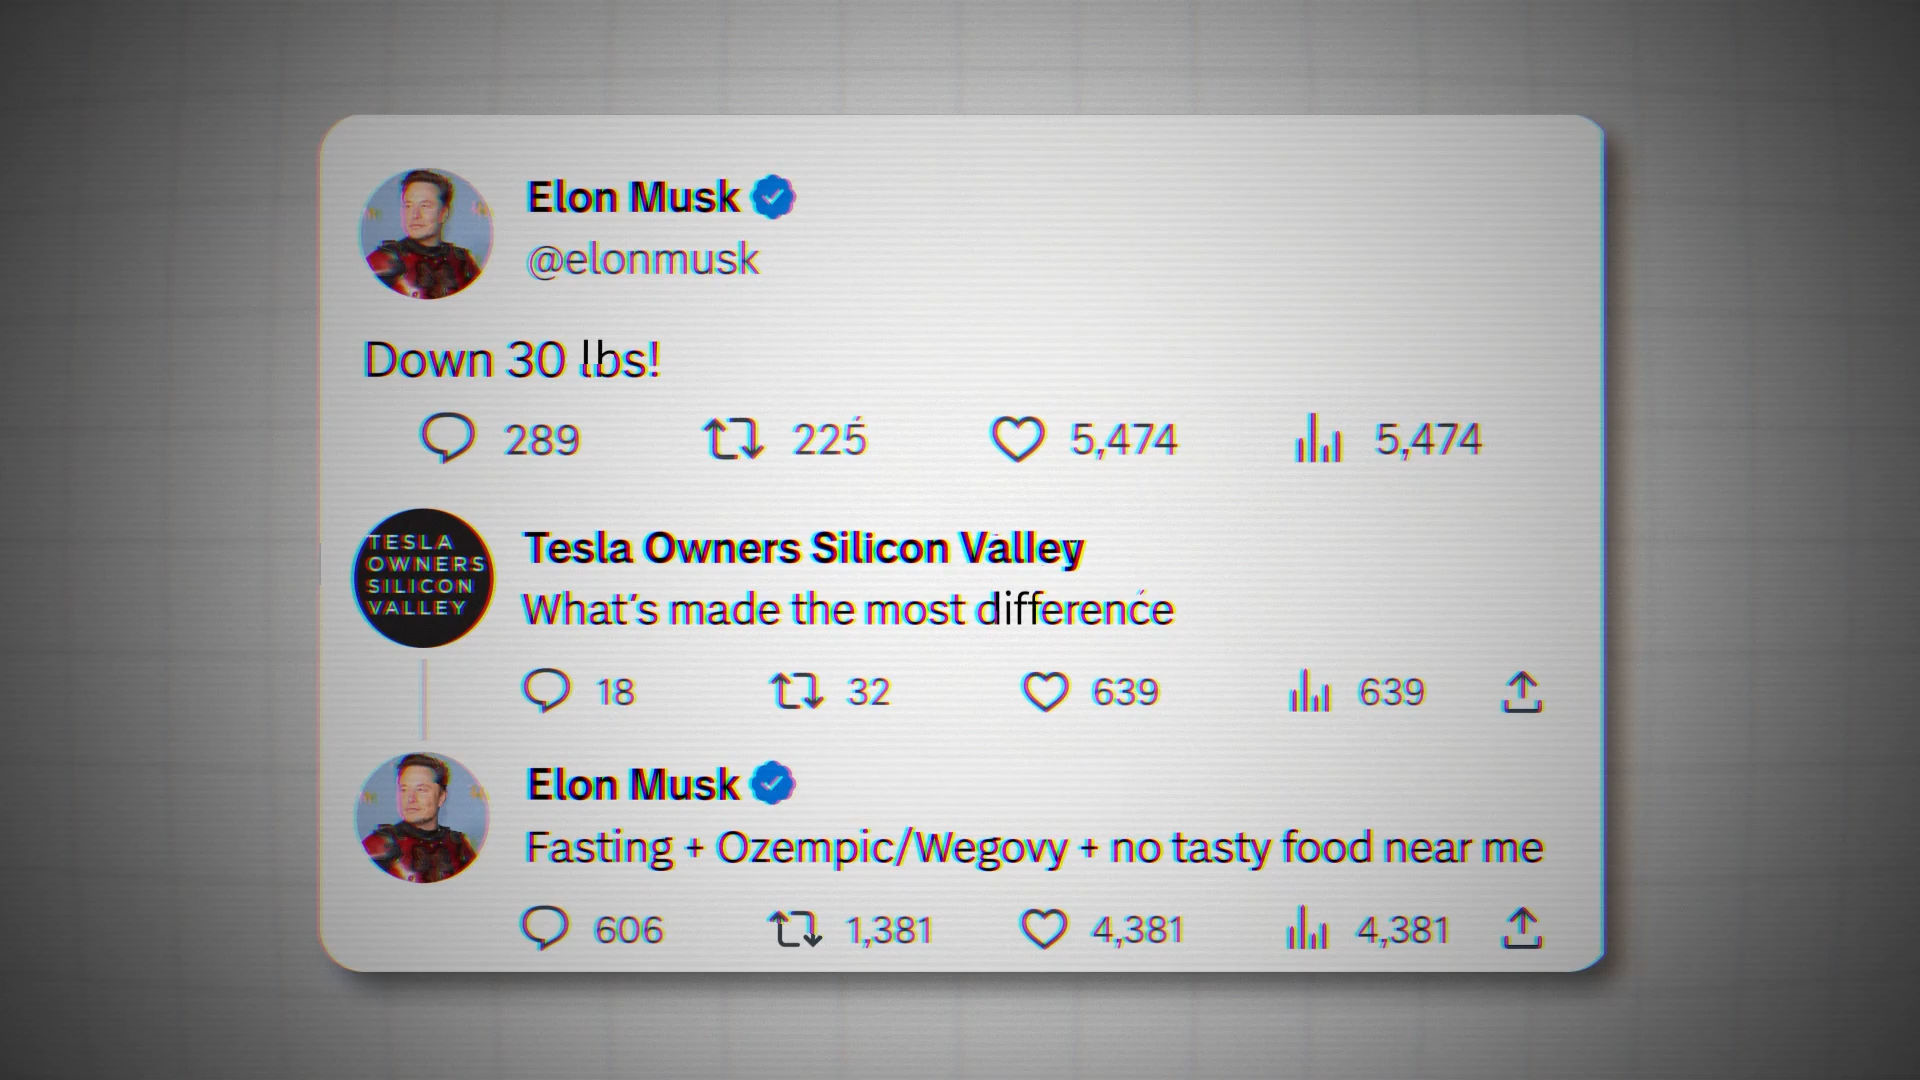 Elon Musk
@elonmusk
Down 30 lbs!
289 225 5,474 5,474
TESLA
OWNERS
SILICON
VALLEY
Tesla Owners Silicon Valley
What's made the most difference
18 32 639 639
Elon Musk
Fasting + Ozempic/Wegovy + no tasty food near me
606 1,381 4,381 4,381